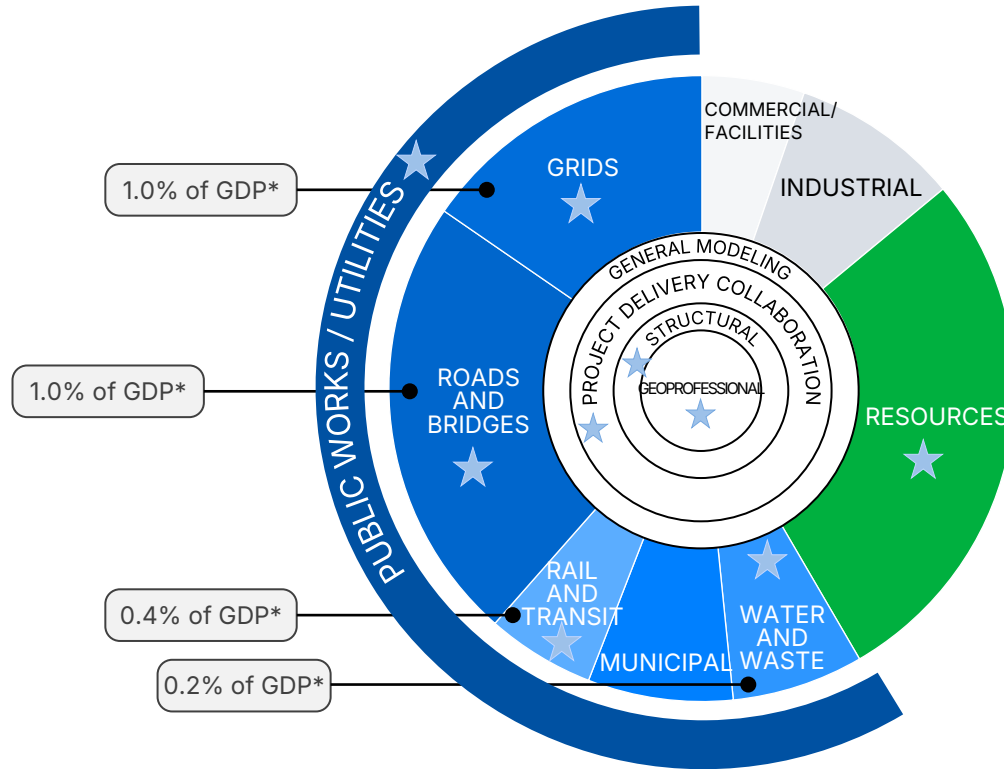 COMMERCIAL/
FACILITIES
GRIDS
INDUSTRIAL
1.0% of GDP*
PUBLIC WORKS / UTILITIES
GENERAL MODELING
PROJECT DELIVERY COLLABORATION
STRUCTURAL
GEOPROFESSIONAL
1.0% of GDP*
ROADS
AND
BRIDGES
RESOURCES
0.4% of GDP*
RAIL
AND
TRANSIT
MUNICIPAL
WATER
AND
WASTE
0.2% of GDP*